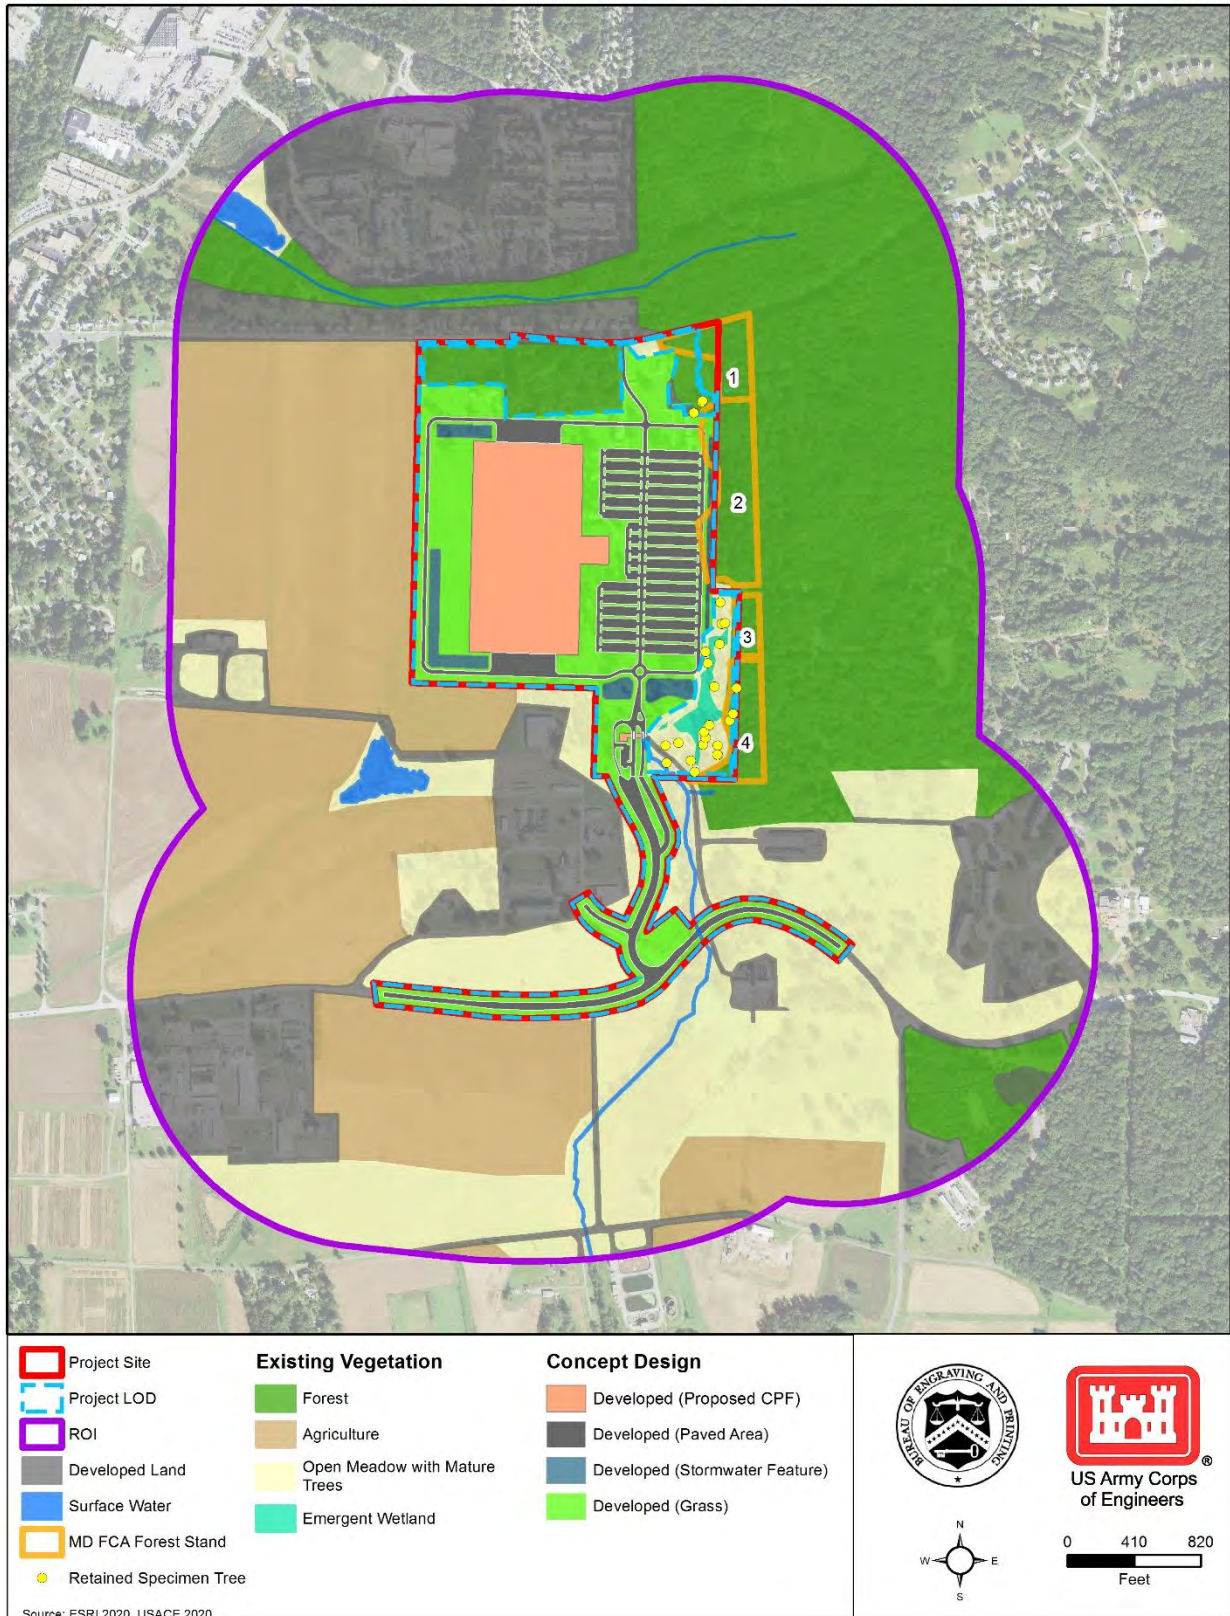 1
2
3
4
Project Site
Project LOD
ROI
Developed Land
Surface Water
MD FCA Forest Stand
Retained Specimen Tree
Source: ESRI 2020, USACE 2020
Existing Vegetation
Forest
Agriculture
Open Meadow with Mature
Trees
Emergent Wetland
Concept Design
Developed (Proposed CPF)
Developed (Paved Area)
Developed (Stormwater Feature)
Developed (Grass)
BUREAU OF ENGRAVING AND PRINTING
®
US Army Corps
of Engineers
N
W E
S
0 410 820
Feet